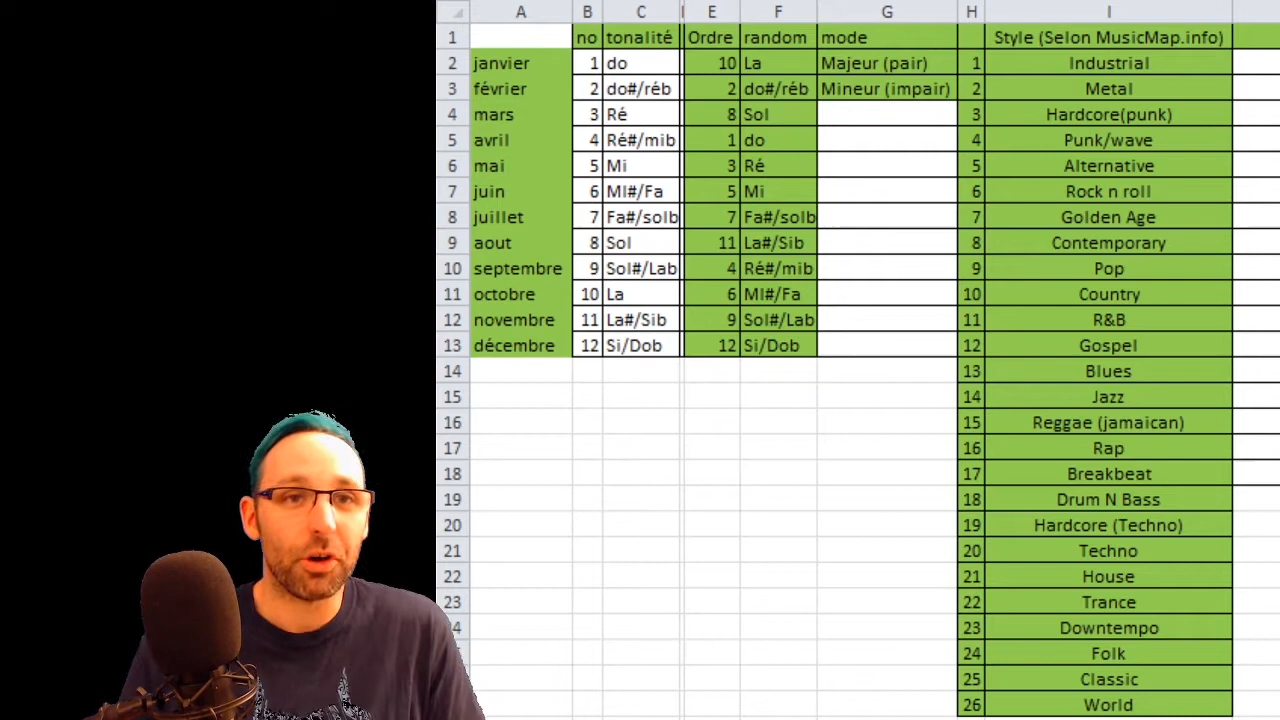 A B C E F G H I
1 no tonalité Ordre random mode Style (Selon MusicMap.info)
2 janvier 1 do 10 La Majeur (pair) 1 Industrial
3 février 2 do#/réb 2 do#/réb Mineur (impair) 2 Metal
4 mars 3 Ré 8 Sol 3 Hardcore(punk)
5 avril 4 Ré#/mib 1 do 4 Punk/wave
6 mai 5 Mi 3 Ré 5 Alternative
7 juin 6 MI#/Fa 5 Mi 6 Rock n roll
8 juillet 7 Fa#/solb 7 Fa#/solb 7 Golden Age
9 aout 8 Sol 11 La#/Sib 8 Contemporary
10 septembre 9 Sol#/Lab 4 Ré#/mib 9 Pop
11 octobre 10 La 6 MI#/Fa 10 Country
12 novembre 11 La#/Sib 9 Sol#/Lab 11 R&B
13 décembre 12 Si/Dob 12 Si/Dob 12 Gospel
14 13 Blues
15 14 Jazz
16 15 Reggae (jamaican)
17 16 Rap
18 17 Breakbeat
19 18 Drum N Bass
20 19 Hardcore (Techno)
21 20 Techno
22 21 House
23 22 Trance
23 Downtempo
24 Folk
25 Classic
26 World